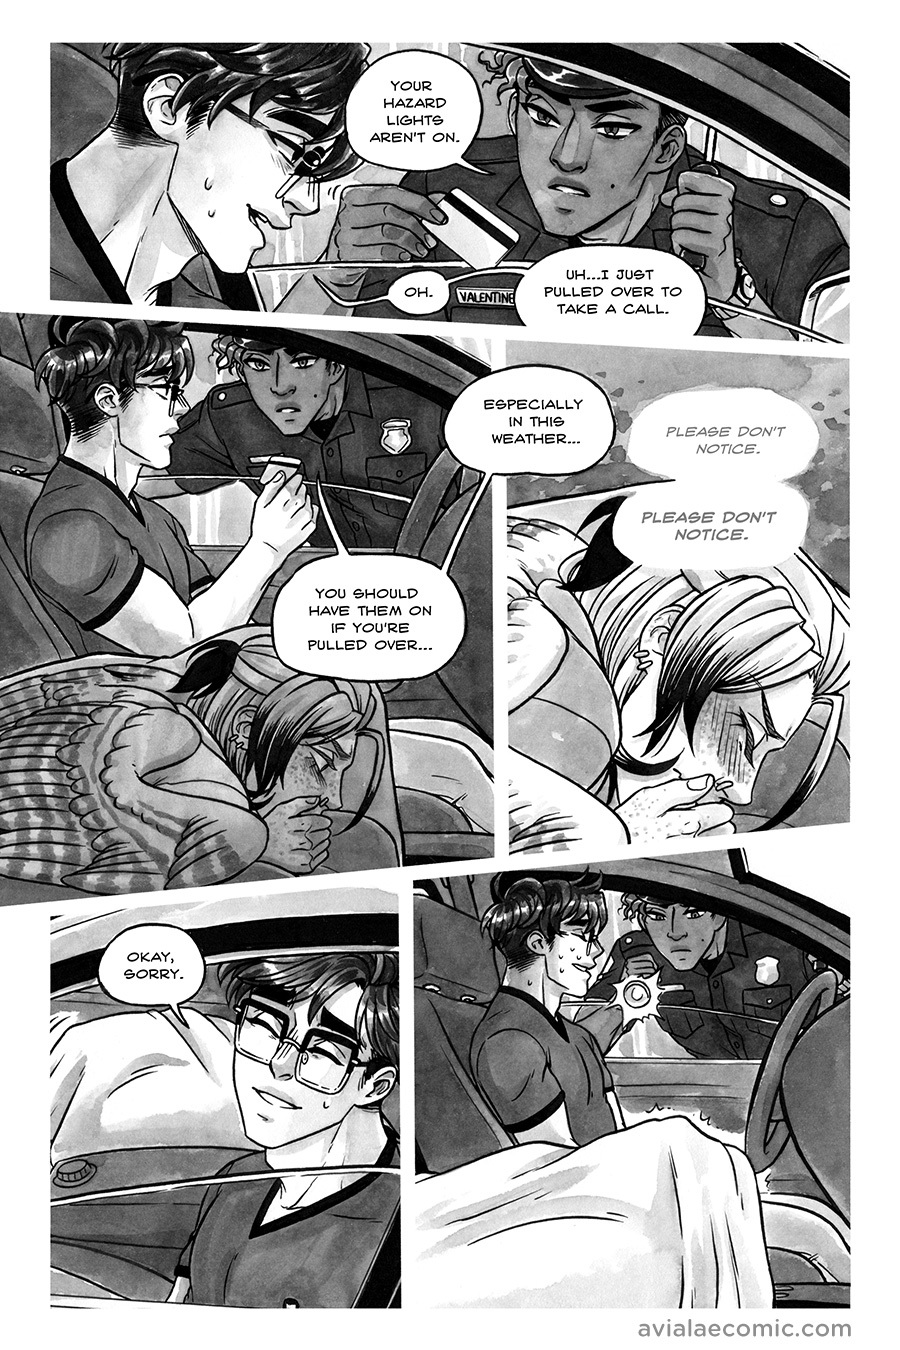 YOUR
HAZARD
LIGHTS
AREN'T ON.
OH.
VALENTINE
UH...I JUST
PULLED OVER TO
TAKE A CALL.
YOU SHOULD
HAVE THEM ON
IF YOU'RE
PULLED OVER...
ESPECIALLY
IN THIS
WEATHER...
PLEASE DON'T
NOTICE.
PLEASE DON'T
NOTICE.
OKAY,
SORRY.
avialaecomic.com